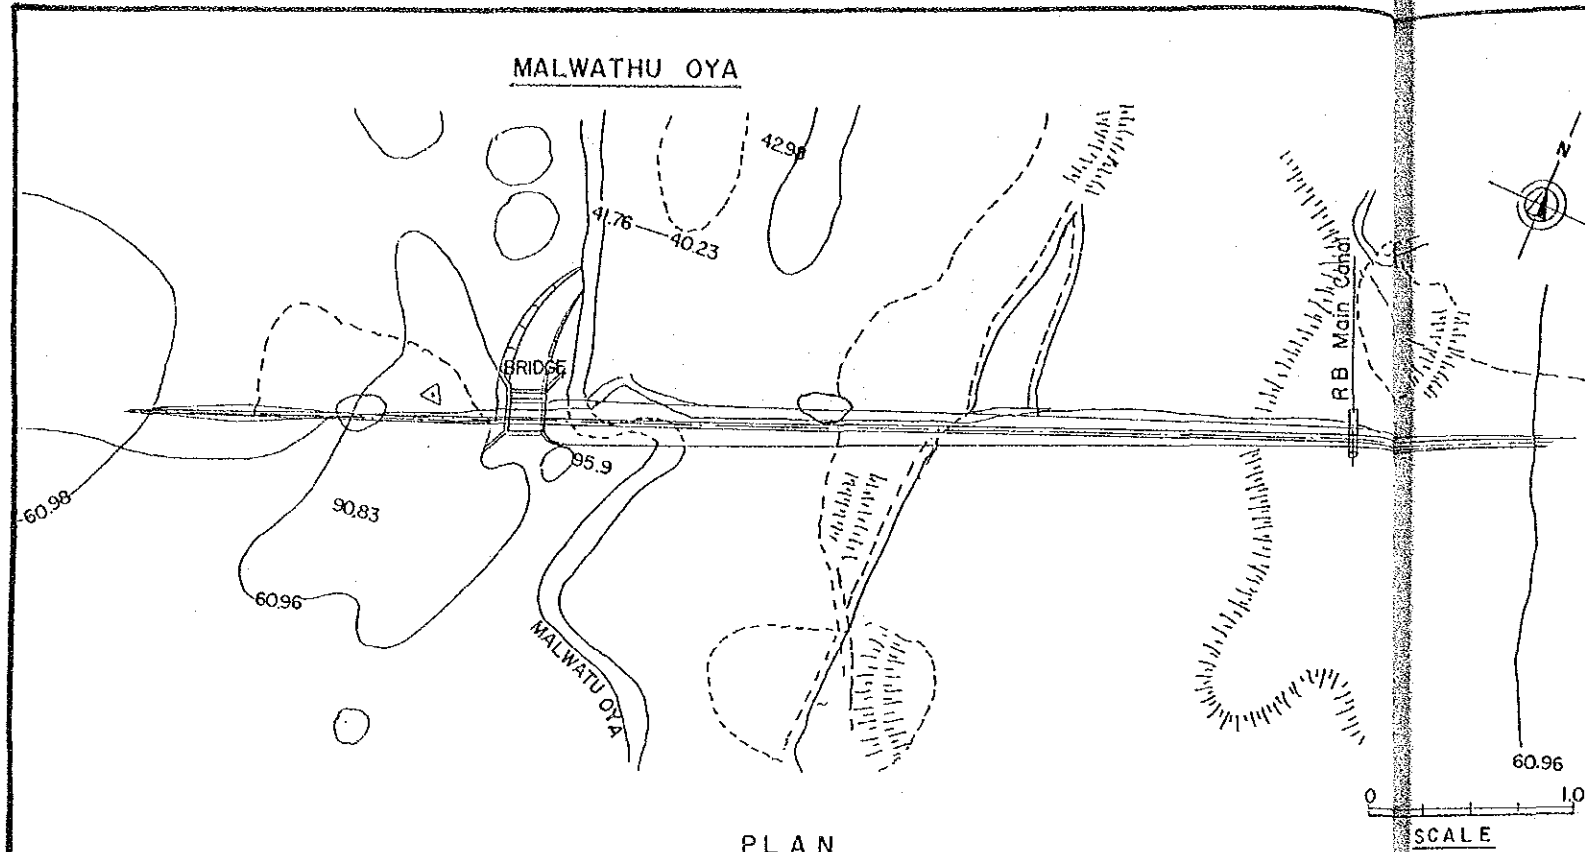 MALWATHU OYA
42.98
N
41.76
40.23
RB Main Canal
BRIDGE
95.9
-60.98
90.83
60.96
MALWATU OYA
60.96
0 1.0
SCALE
PLAN